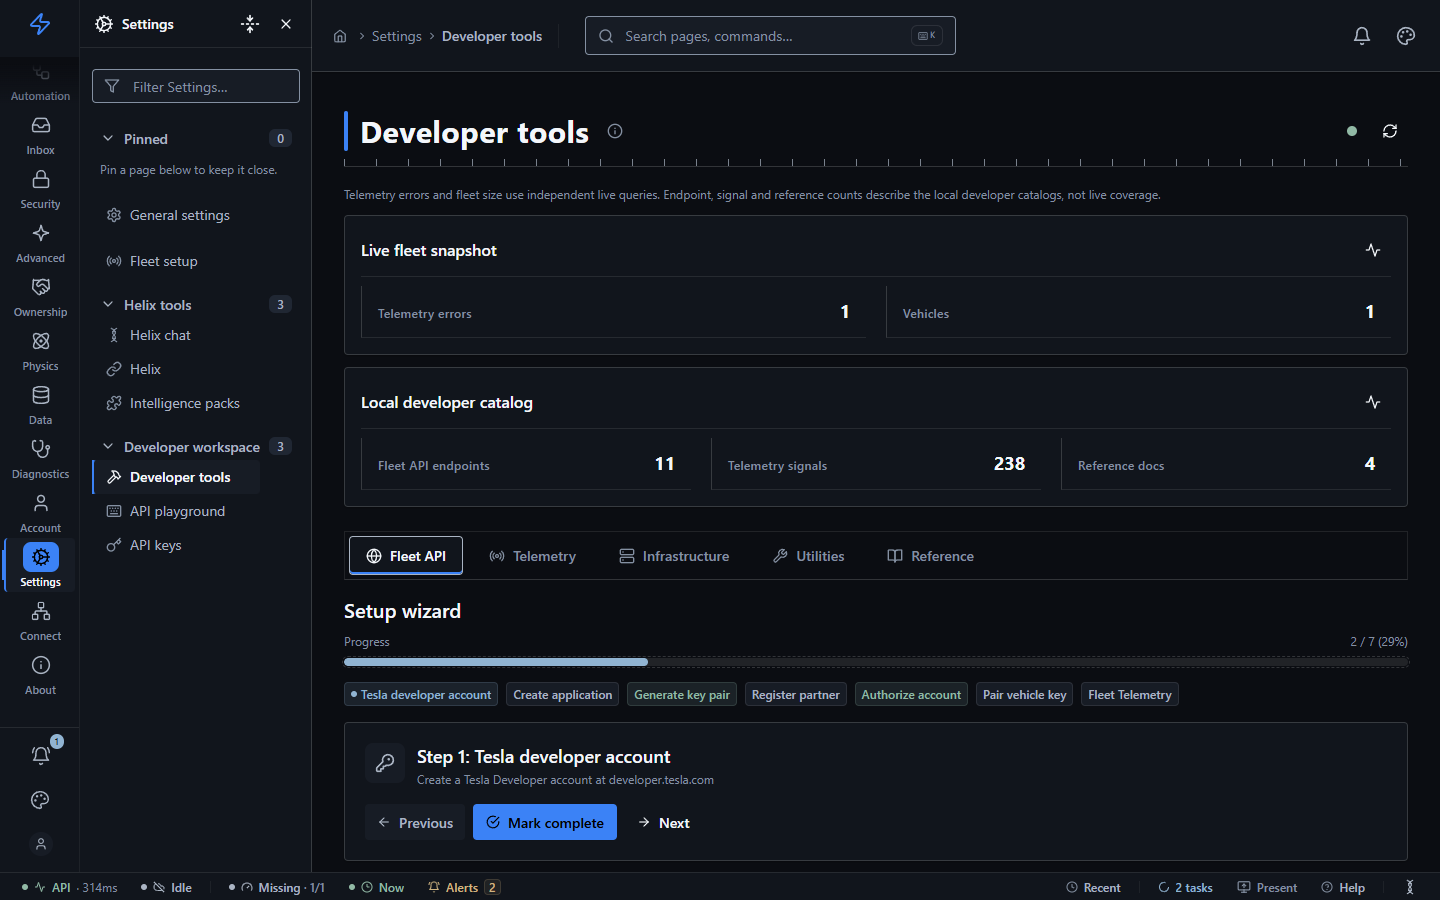 Settings
Settings
Developer tools
Search pages, commands...
K
Automation
Inbox
Security
Advanced
Ownership
Physics
Data
Diagnostics
Account
Settings
Connect
About
1
Filter Settings...
Pinned 0
Pin a page below to keep it close.
General settings
Fleet setup
Helix tools 3
Helix chat
Helix
Intelligence packs
Developer workspace 3
Developer tools
API playground
API keys
Developer tools
Telemetry errors and fleet size use independent live queries. Endpoint, signal and reference counts describe the local developer catalogs, not live coverage.
Live fleet snapshot
Telemetry errors 1
Vehicles 1
Local developer catalog
Fleet API endpoints 11
Telemetry signals 238
Reference docs 4
Fleet API
Telemetry
Infrastructure
Utilities
Reference
Setup wizard
Progress 2 / 7 (29%)
Tesla developer account
Create application
Generate key pair
Register partner
Authorize account
Pair vehicle key
Fleet Telemetry
Step 1: Tesla developer account
Create a Tesla Developer account at developer.tesla.com
Previous
Mark complete
Next
API · 314ms
Idle
Missing · 1/1
Now
Alerts 2
Recent
2 tasks
Present
Help